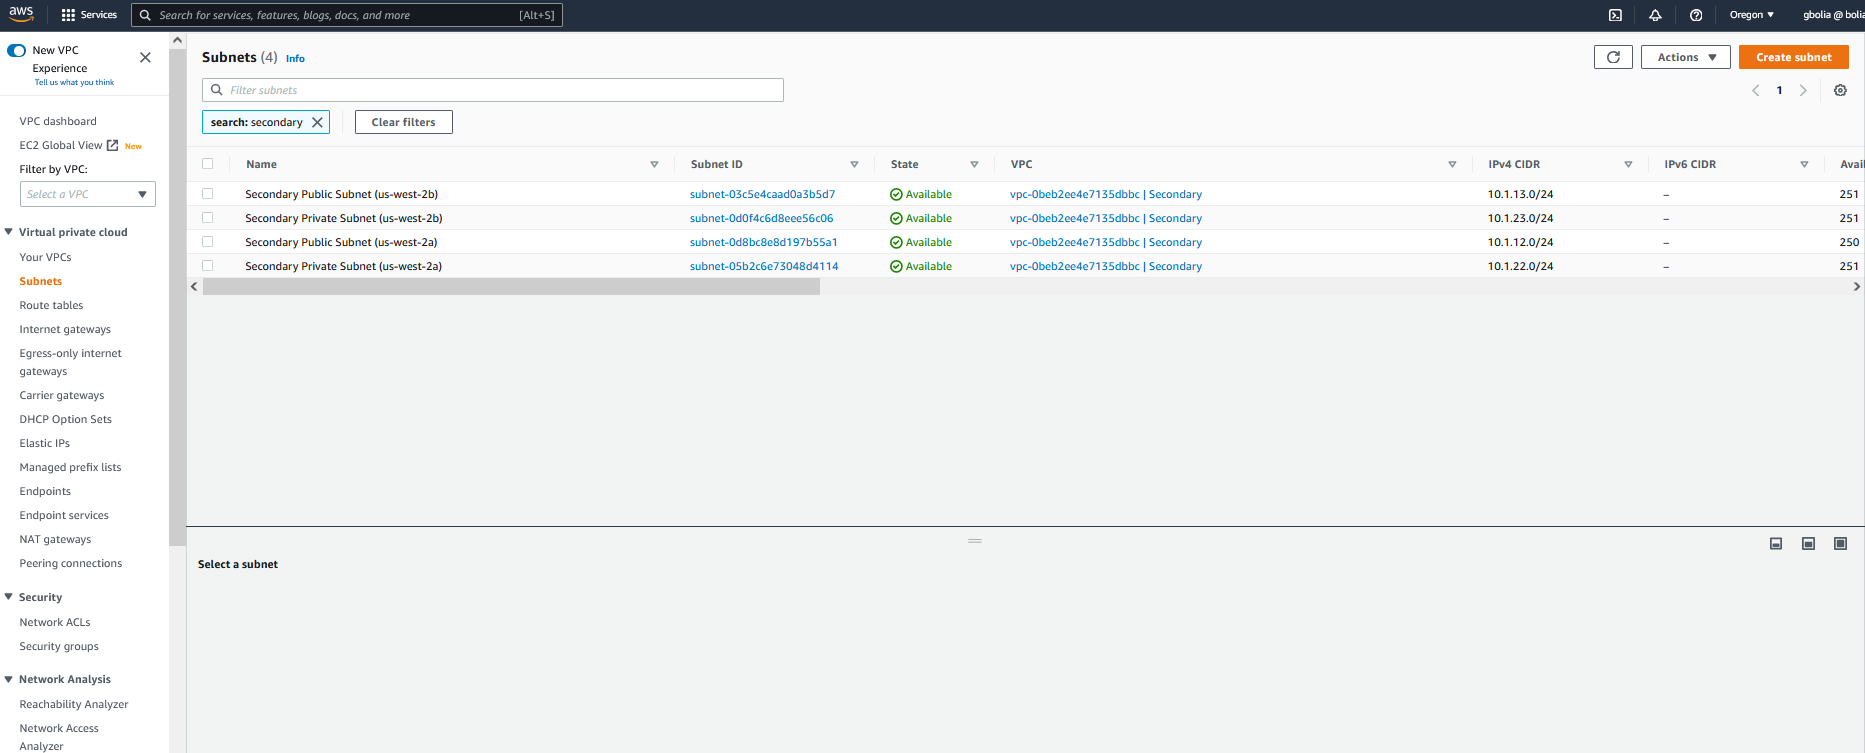 aws Services Search for services, features, blogs, docs, and more [Alt+S] Oregon ▼ gbolia @ bolia
New VPC
Experience
Tell us what you think
VPC dashboard
EC2 Global View New
Filter by VPC:
Select a VPC
Virtual private cloud
Your VPCs
Subnets
Route tables
Internet gateways
Egress-only internet
gateways
Carrier gateways
DHCP Option Sets
Elastic IPs
Managed prefix lists
Endpoints
Endpoint services
NAT gateways
Peering connections
Security
Network ACLs
Security groups
Network Analysis
Reachability Analyzer
Network Access
Analyzer
Subnets (4) Info
Actions Create subnet
Filter subnets
1
search: secondary Clear filters
Name Subnet ID State VPC IPv4 CIDR IPv6 CIDR Avai
Secondary Public Subnet (us-west-2b) subnet-03c5e4caad0a3b5d7 Available vpc-0beb2ee4e7135dbbc | Secondary 10.1.13.0/24 – 251
Secondary Private Subnet (us-west-2b) subnet-0d0f4c6d8eee56c06 Available vpc-0beb2ee4e7135dbbc | Secondary 10.1.23.0/24 – 251
Secondary Public Subnet (us-west-2a) subnet-0d8bc8e8d197b55a1 Available vpc-0beb2ee4e7135dbbc | Secondary 10.1.12.0/24 – 250
Secondary Private Subnet (us-west-2a) subnet-05b2c6e73048d4114 Available vpc-0beb2ee4e7135dbbc | Secondary 10.1.22.0/24 – 251
Select a subnet